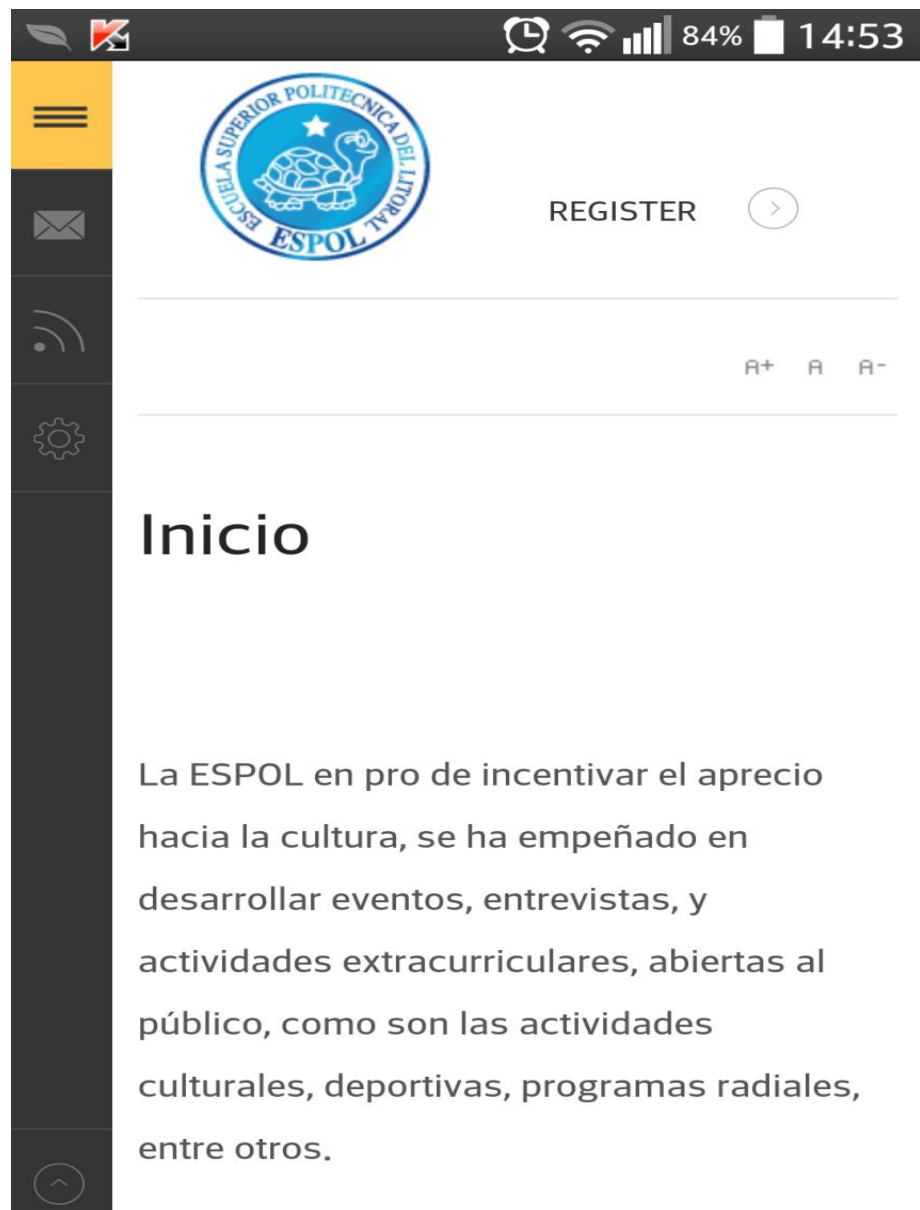 84% 14:53
ESCUELA SUPERIOR POLITECNICA DEL LITORAL
ESPOL
REGISTER
A+ A A-
Inicio
La ESPOL en pro de incentivar el aprecio
hacia la cultura, se ha empeñado en
desarrollar eventos, entrevistas, y
actividades extracurriculares, abiertas al
público, como son las actividades
culturales, deportivas, programas radiales,
entre otros.